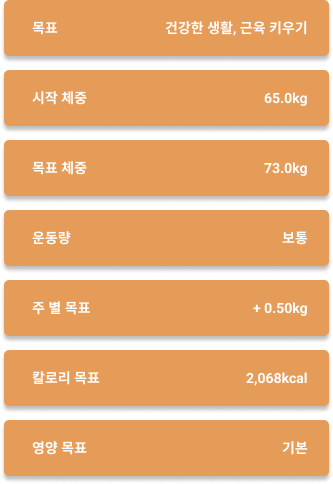 목표 건강한 생활, 근육 키우기
시작 체중 65.0kg
목표 체중 73.0kg
운동량 보통
주 별 목표 + 0.50kg
칼로리 목표 2,068kcal
영양 목표 기본